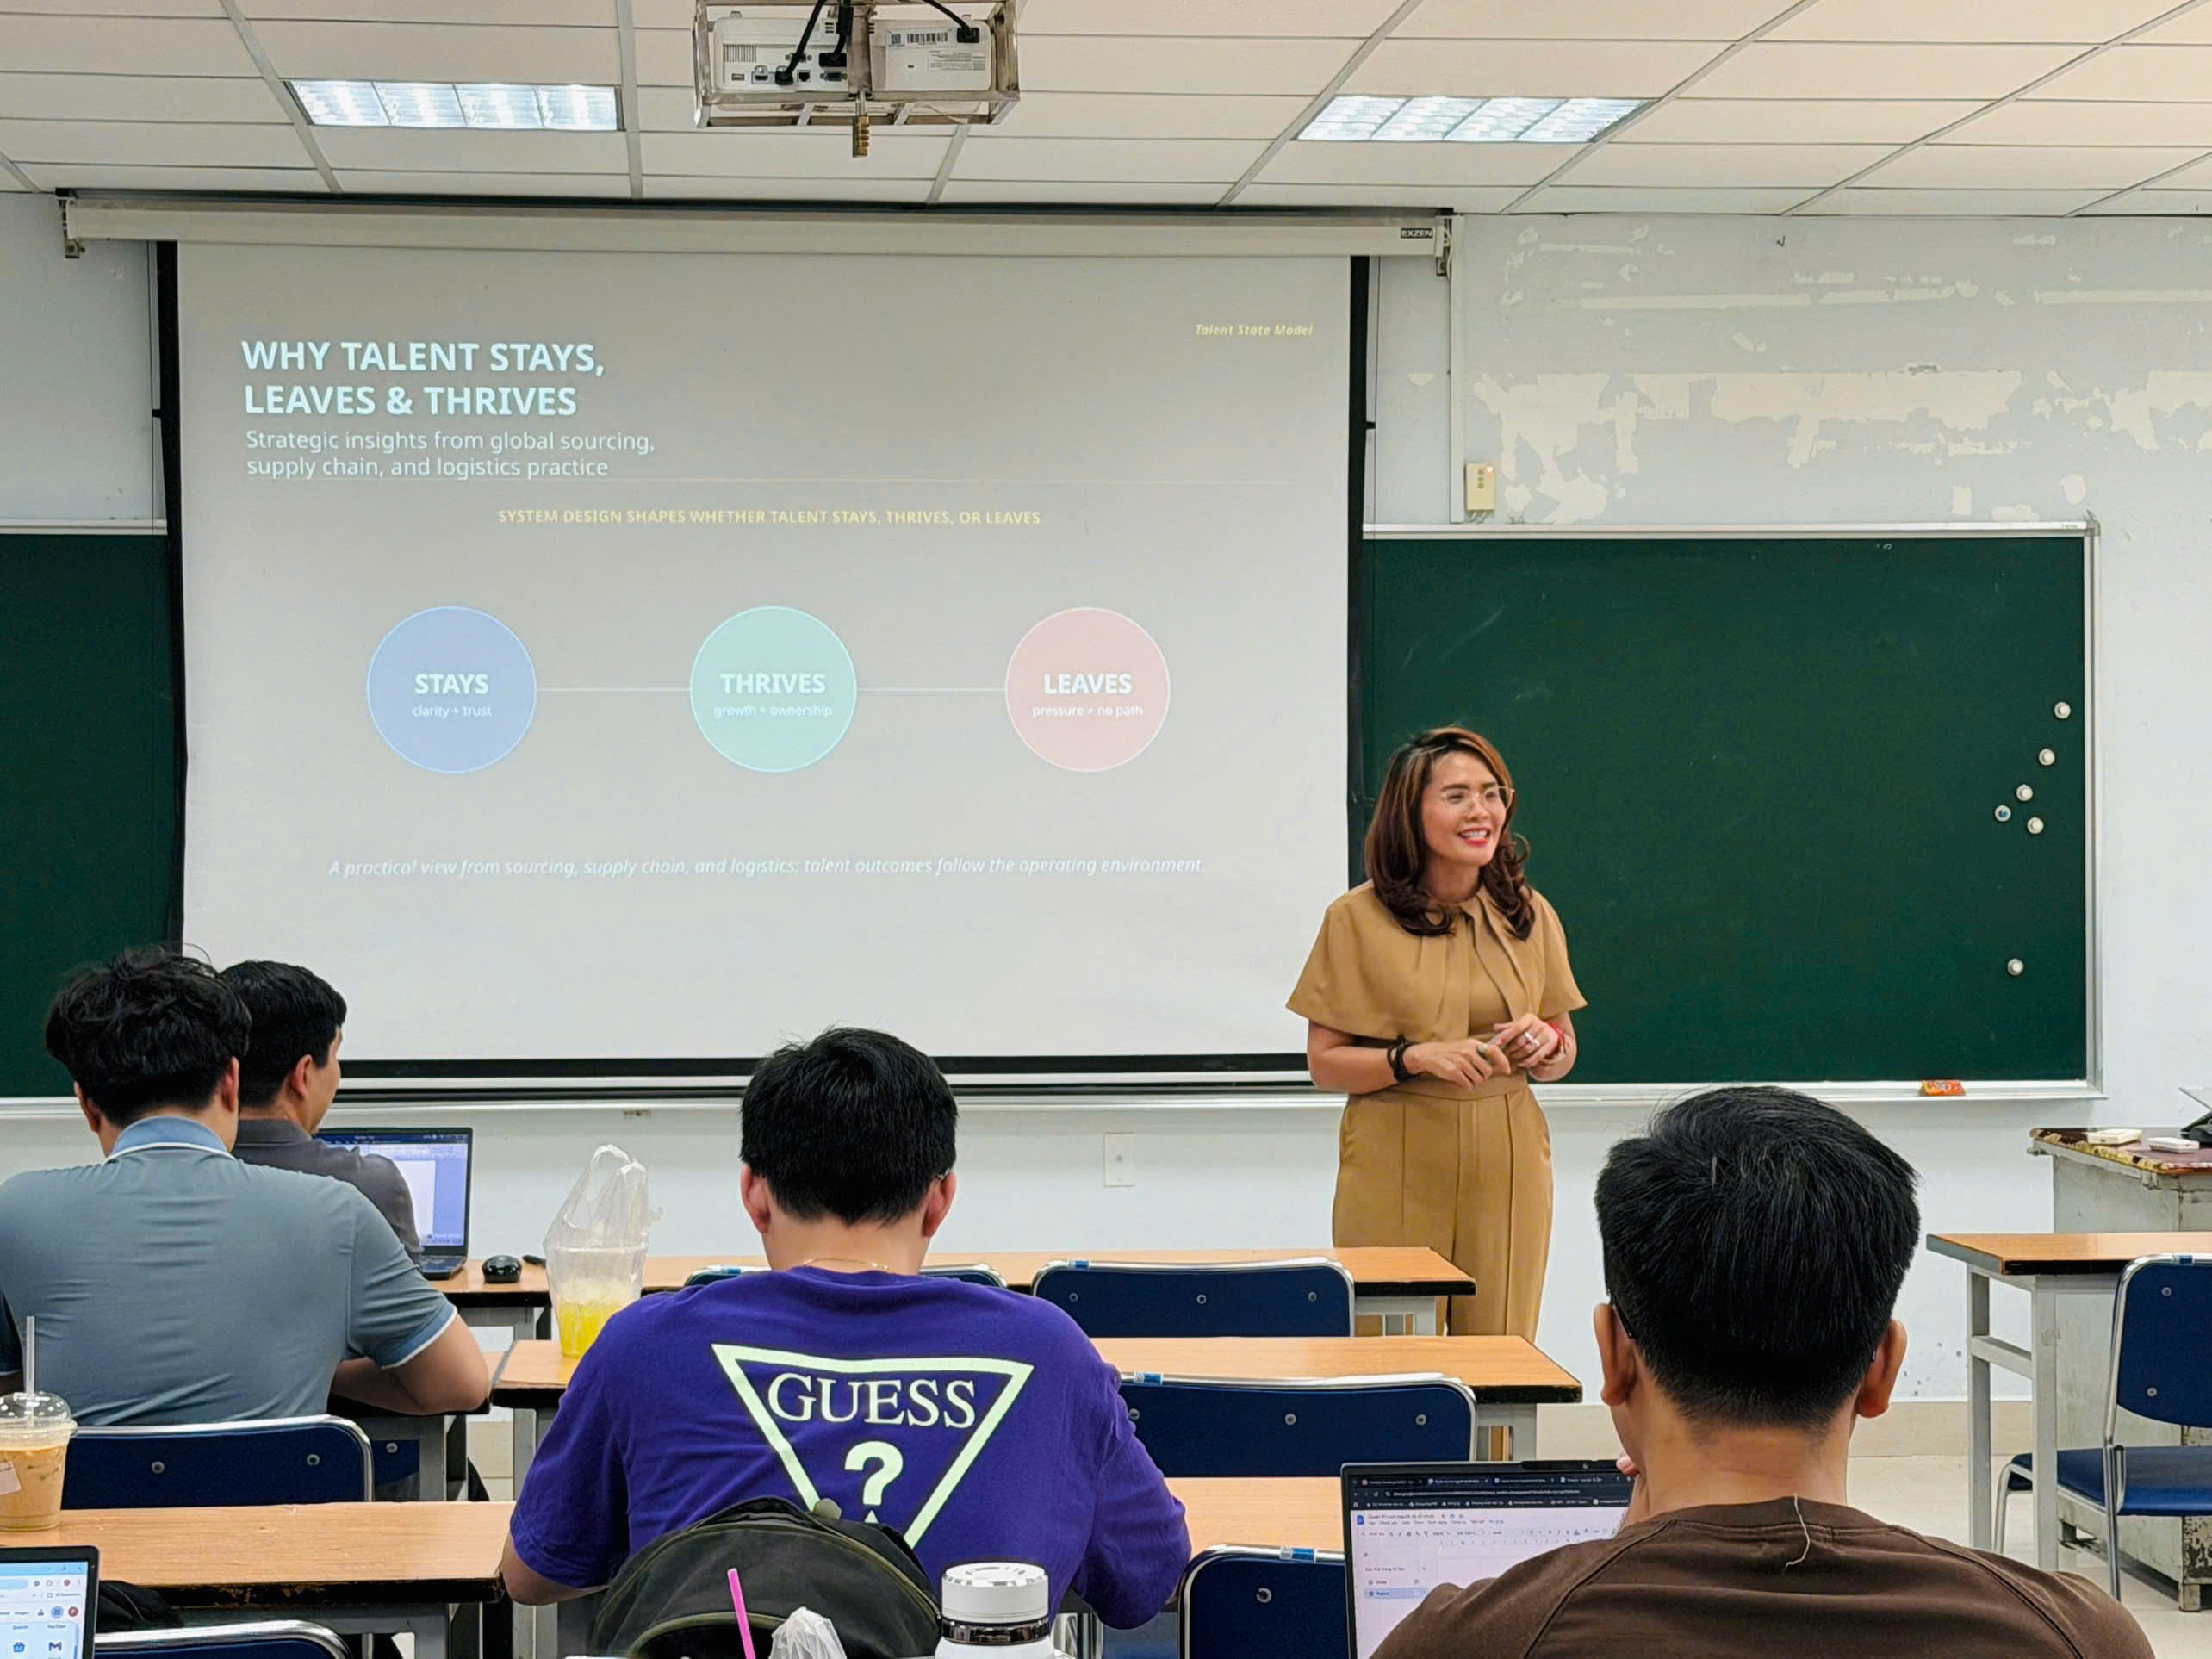 EXZEN
Talent State Model
WHY TALENT STAYS,
LEAVES & THRIVES
Strategic insights from global sourcing,
supply chain, and logistics practice
SYSTEM DESIGN SHAPES WHETHER TALENT STAYS, THRIVES, OR LEAVES
STAYS
clarity + trust
THRIVES
growth + ownership
LEAVES
pressure + no path
A practical view from sourcing, supply chain, and logistics: talent outcomes follow the operating environment.
GUESS
?